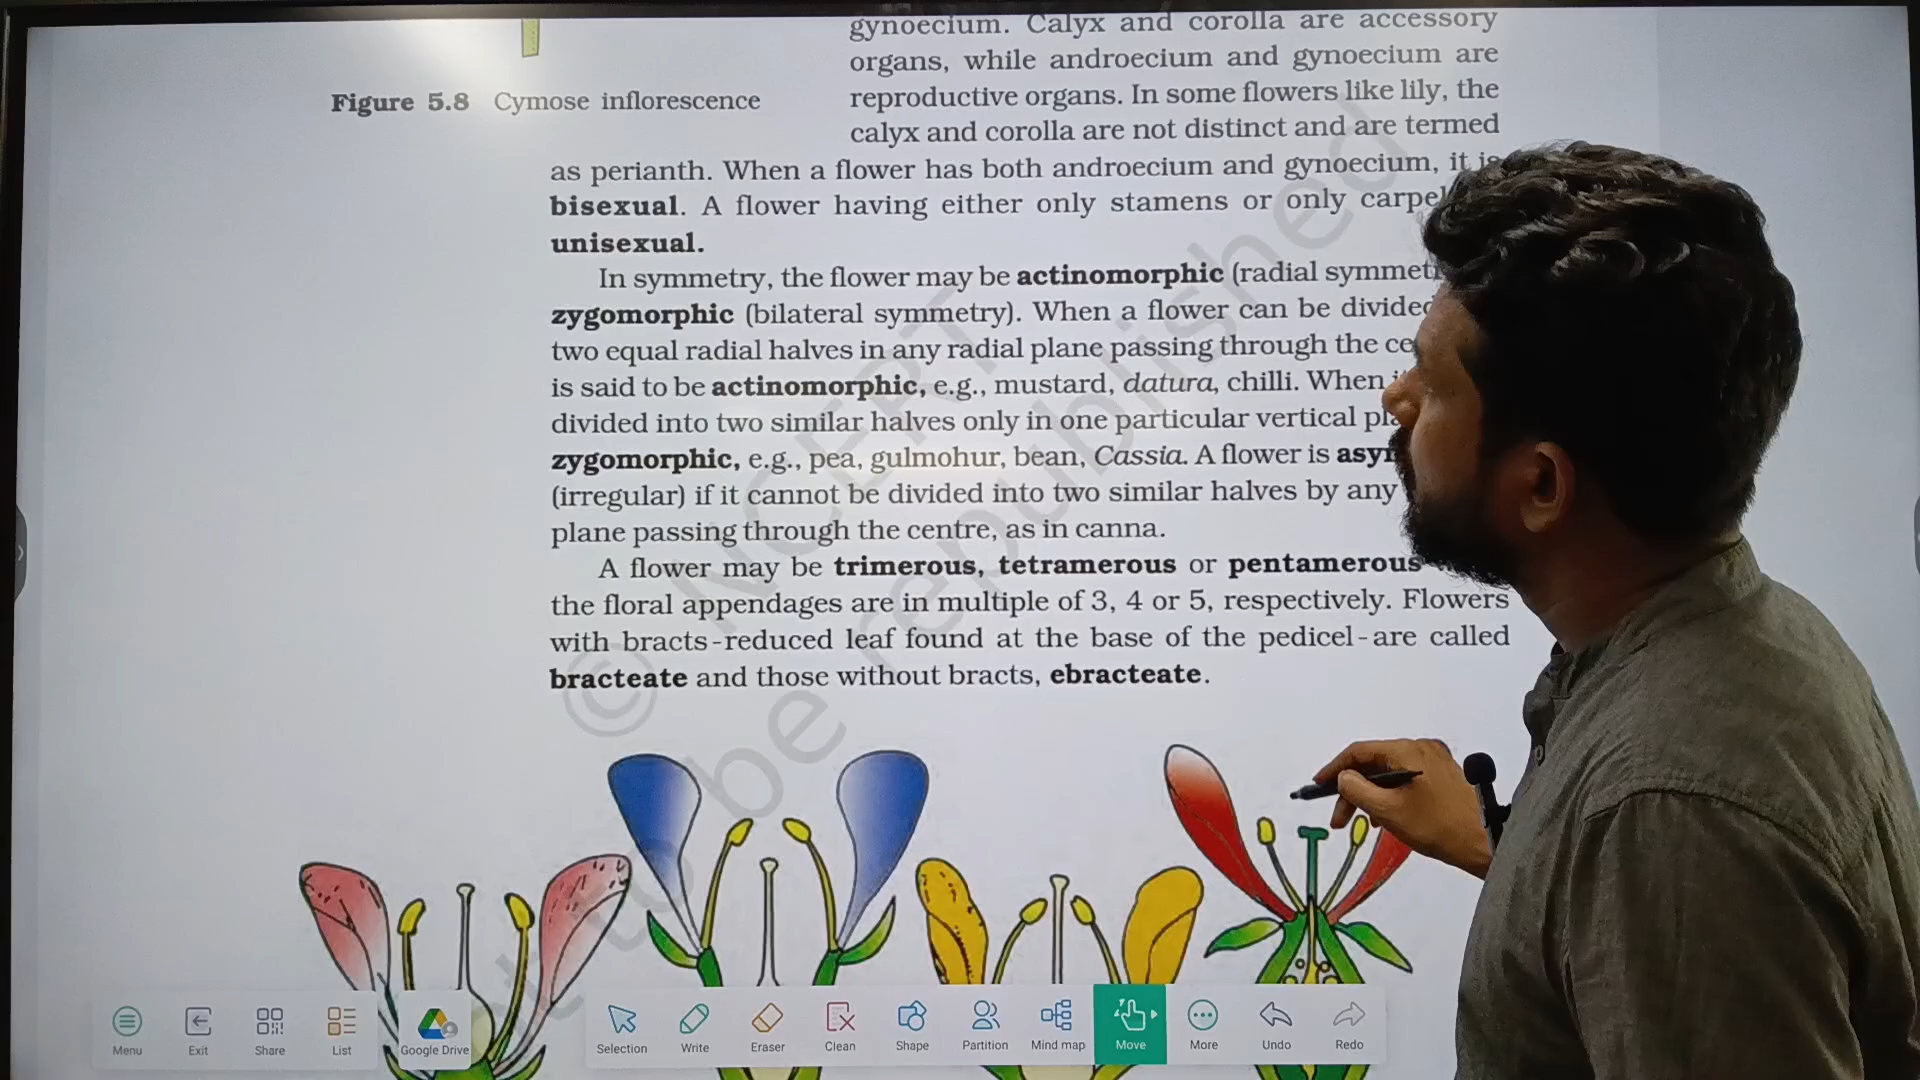 gynoecium. Calyx and corolla are accessory
organs, while androecium and gynoecium are
Figure 5.8 Cymose inflorescence
reproductive organs. In some flowers like lily, the
calyx and corolla are not distinct and are termed
as perianth. When a flower has both androecium and gynoecium, it is
bisexual. A flower having either only stamens or only
unisexual.
In symmetry, the flower may be actinomorphic (radial
zygomorphic (bilateral symmetry). When a flower can be
two equal radial halves in any radial plane passing through the
is said to be actinomorphic, e.g., mustard, datura, chilli. When
divided into two similar halves only in one particular vertical
zygomorphic, e.g., pea, gulmohur, bean, Cassia. A flower is
(irregular) if it cannot be divided into two similar halves by any
plane passing through the centre, as in canna.
A flower may be trimerous, tetramerous or pentamerous
the floral appendages are in multiple of 3, 4 or 5, respectively. Flowers
with bracts-reduced leaf found at the base of the pedicel-are called
bracteate and those without bracts, ebracteate.
© NCERT
not to be republished
Menu Exit Share List Google Drive Selection Write Eraser Clean Shape Partition Mind map Move More Undo Redo